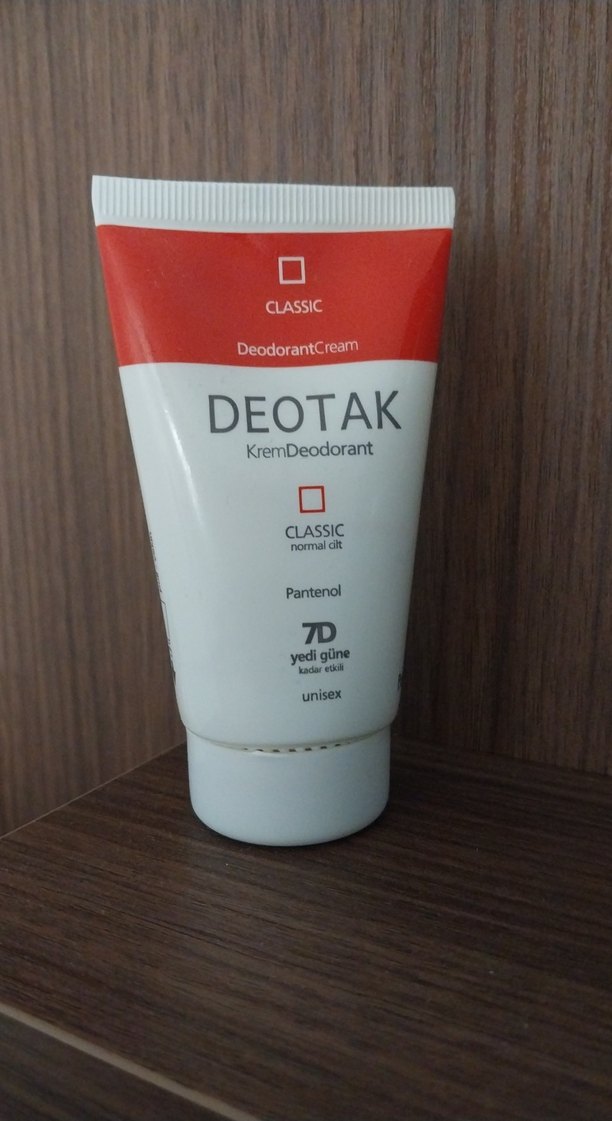 CLASSIC
DeodorantCream
DEOTAK
KremDeodorant
CLASSIC
normal cilt
Pantenol
7D
yedi güne
kadar etkili
unisex